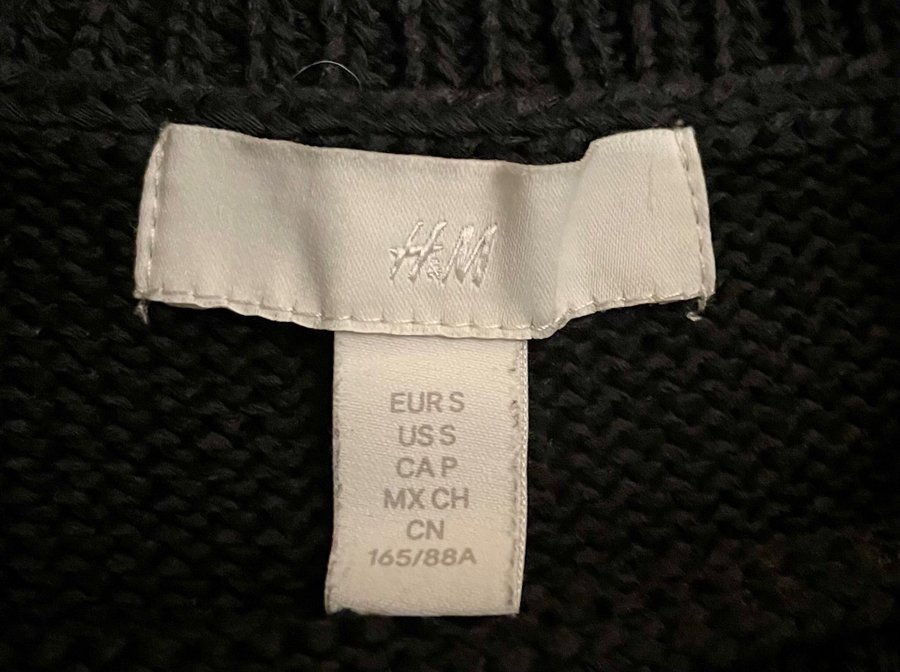 H&M
EUR S
US S
CA P
MX CH
CN
165/88A